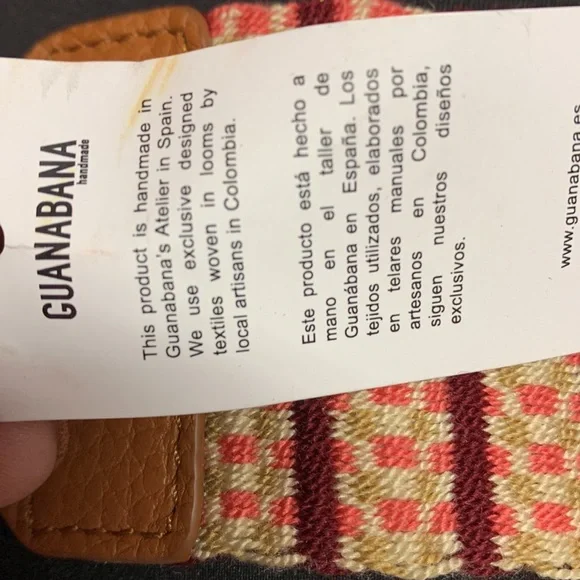 GUANABANA
handmade
This product is handmade in
Guanabana's Atelier in Spain.
We use exclusive designed
textiles woven in looms by
local artisans in Colombia.
Este producto está hecho a
mano en el taller de
Guanábana en España. Los
tejidos utilizados, elaborados
en telares manuales por
artesanos en Colombia,
siguen nuestros diseños
exclusivos.
www.guanabana.es